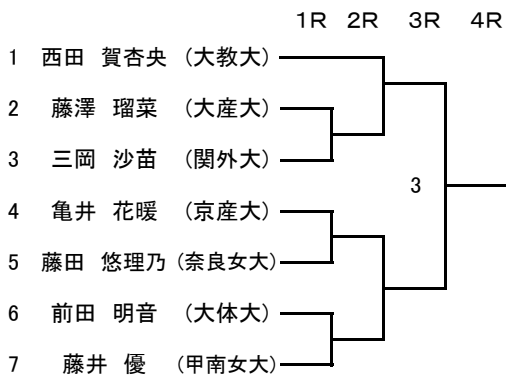 1R 2R 3R 4R
1 西田 賀杏央 (大教大)
2 藤澤 瑠菜 (大産大)
3 三岡 沙苗 (関外大)
3
4 亀井 花暖 (京産大)
5 藤田 悠理乃 (奈良女大)
6 前田 明音 (大体大)
7 藤井 優 (甲南女大)